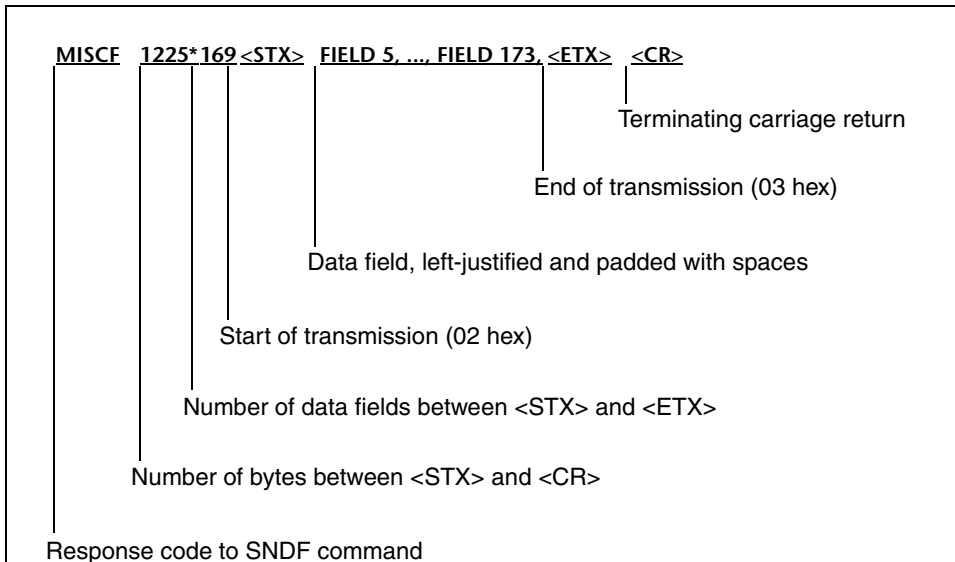 MISCF 1225*169 <STX> FIELD 5, ..., FIELD 173, <ETX> <CR>
Terminating carriage return
End of transmission (03 hex)
Data field, left-justified and padded with spaces
Start of transmission (02 hex)
Number of data fields between <STX> and <ETX>
Number of bytes between <STX> and <CR>
Response code to SNDF command